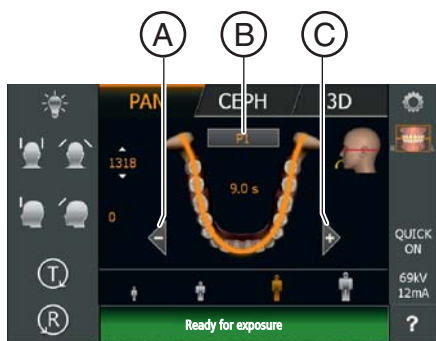 A B C
PAN CEPH 3D
P1
1318
9.0 s
0
- +
QUICK
ON
T
69kV
12mA
R
Ready for exposure
?